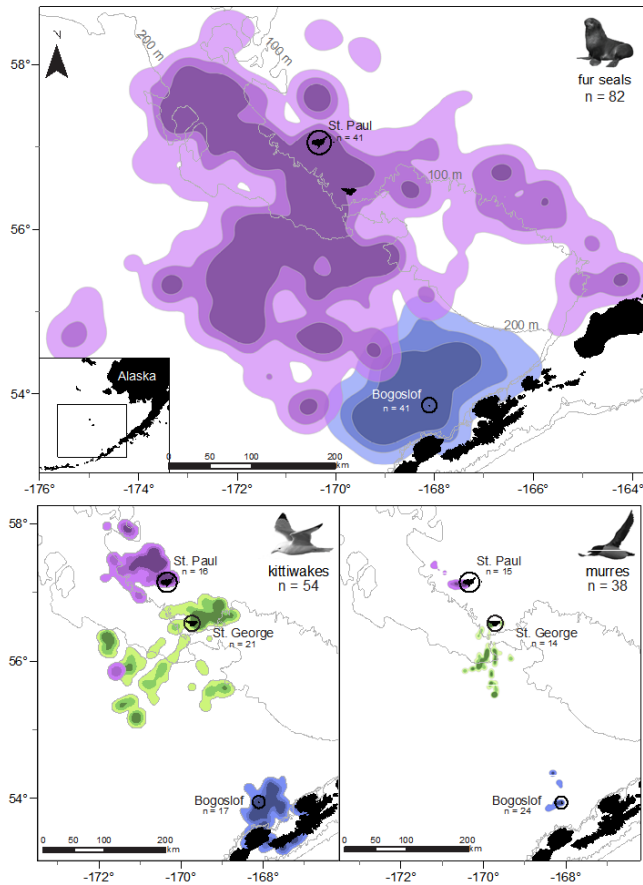 58°
56°
54°
N
200 m
100 m
fur seals
n = 82
St. Paul
n = 41
100 m
200 m
Bogoslof
n = 41
Alaska
0 50 100 200
km
-176 -174 -172 -170 -168 -166 -164
58°
56°
54°
St. Paul
n = 16
kittiwakes
n = 54
St. George
n = 21
Bogoslof
n = 17
0 50 100 200
km
-172 -170 -168
St. Paul
n = 15
murres
n = 38
St. George
n = 14
Bogoslof
n = 24
0 50 100 200
km
-172 -170 -168